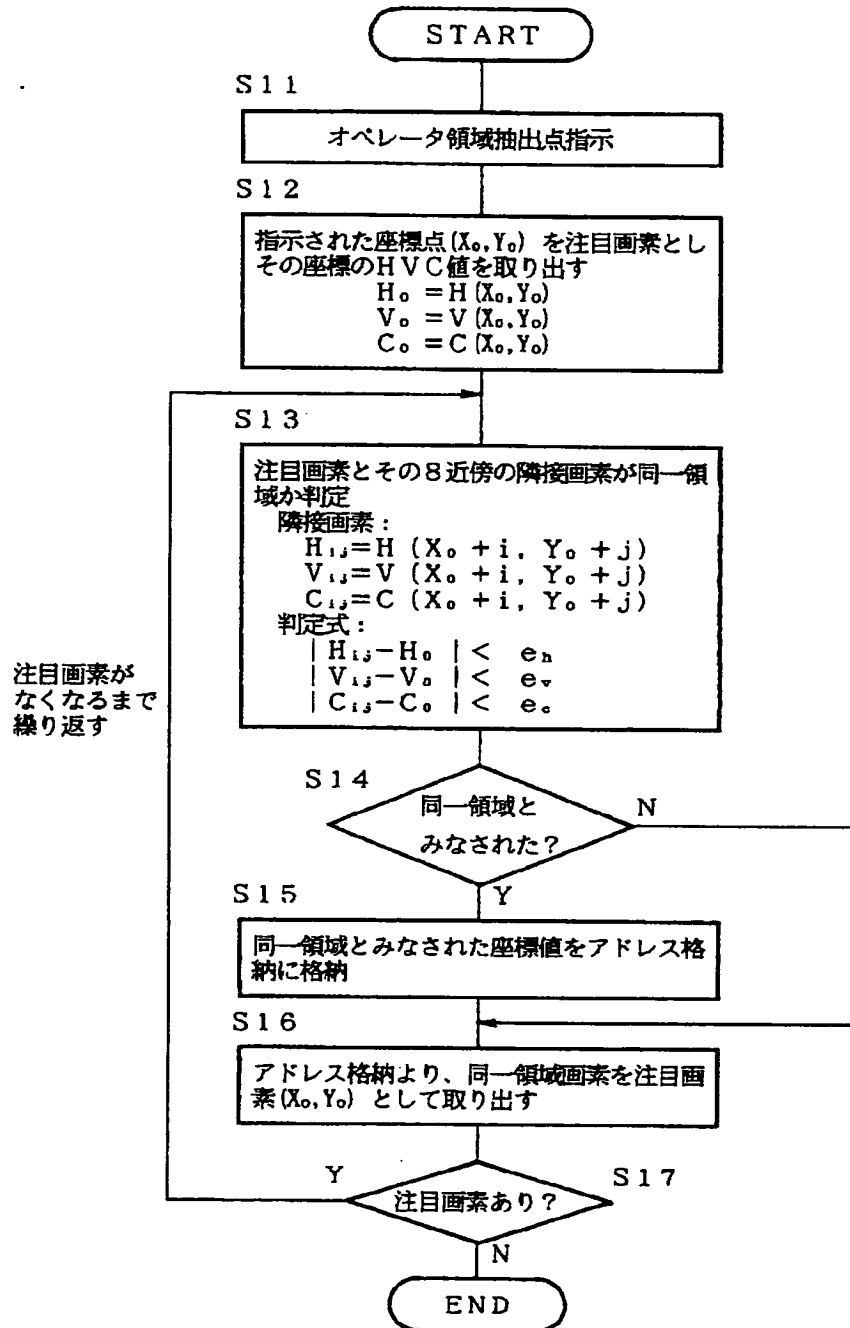 START
S11
オペレータ領域抽出点指示
S12
指示された座標点(X₀,Y₀) を注目画素とし
その座標のHVC値を取り出す
H₀ =H(X₀,Y₀)
V₀ =V(X₀,Y₀)
C₀ =C(X₀,Y₀)
S13
注目画素とその8近傍の隣接画素が同一領
域か判定
隣接画素:
Hᵢⱼ=H (X₀ +i, Y₀ +j)
Vᵢⱼ=V (X₀ +i, Y₀ +j)
Cᵢⱼ=C (X₀ +i, Y₀ +j)
判定式:
|Hᵢⱼ-H₀ |< eₕ
|Vᵢⱼ-V₀ |< eᵥ
|Cᵢⱼ-C₀ |< e꜀
注目画素が
なくなるまで
繰り返す
S14
同一領域と
みなされた?
N
Y
S15
同一領域とみなされた座標値をアドレス格
納に格納
S16
アドレス格納より、同一領域画素を注目画
素(X₀,Y₀) として取り出す
Y
S17
注目画素あり?
N
END